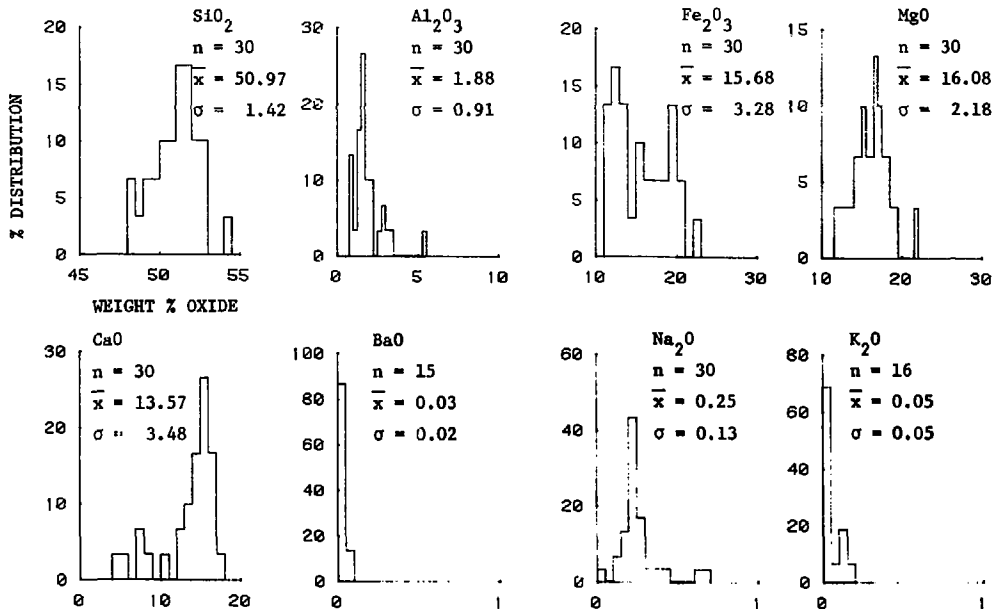 SiO2
n = 30
x̄ = 50.97
σ = 1.42
20
15
10
5
0
45
50
55
% DISTRIBUTION
WEIGHT % OXIDE
Al2O3
n = 30
x̄ = 1.88
σ = 0.91
30
20
10
0
0
5
10
Fe2O3
n = 30
x̄ = 15.68
σ = 3.28
20
15
10
5
0
10
20
30
MgO
n = 30
x̄ = 16.08
σ = 2.18
15
10
5
0
10
20
30
CaO
n = 30
x̄ = 13.57
σ = 3.48
30
20
10
0
0
10
20
BaO
n = 15
x̄ = 0.03
σ = 0.02
100
80
60
40
20
0
0
1
Na2O
n = 30
x̄ = 0.25
σ = 0.13
60
40
20
0
0
1
K2O
n = 16
x̄ = 0.05
σ = 0.05
80
60
40
20
0
0
1